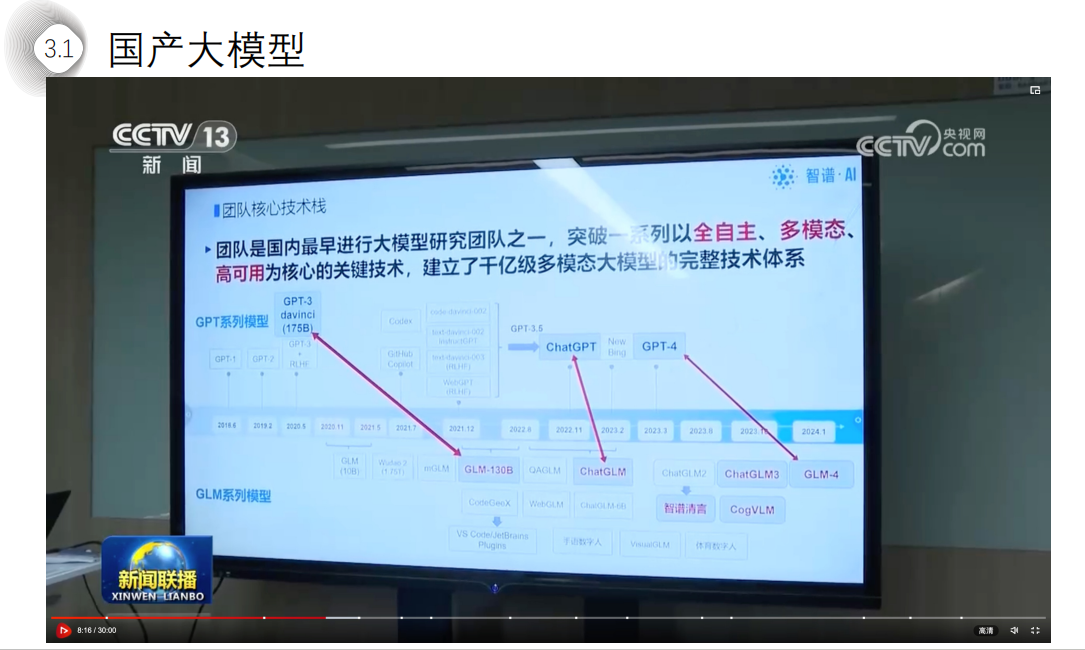 3.1
国产大模型
CCTV 13
新闻
CCTV 央视网
com
智谱·AI
团队核心技术栈
团队是国内最早进行大模型研究团队之一，突破一系列以全自主、多模态、
高可用为核心的关键技术，建立了千亿级多模态大模型的完整技术体系
GPT系列模型
GPT-3
davinci
(175B)
Codex
code-davinci-002
text-davinci-002
instructGPT
text-davinci-003
(RLHF)
WebGPT
(RLHF)
GPT-3.5
ChatGPT
New
Bing
GPT-4
GPT-1
GPT-2
GPT-3
+
RLHF
GitHub
Copilot
2018.6
2019.2
2020.5
2020.11
2021.5
2021.7
2021.12
2022.8
2022.11
2023.2
2023.3
2023.6
2024.1
GLM
(10B)
mGLM
GLM-130B
QAGLM
ChatGLM
ChatGLM2
ChatGLM3
GLM-4
GLM系列模型
CodeGeeX
WebGLM
ChatGLM-6B
智谱清言
CogVLM
VS Code/JetBrains
Plugins
手语数字人
VisualGLM
体育数字人
新闻联播
XINWEN LIANBO
8:16 / 30:00
高清